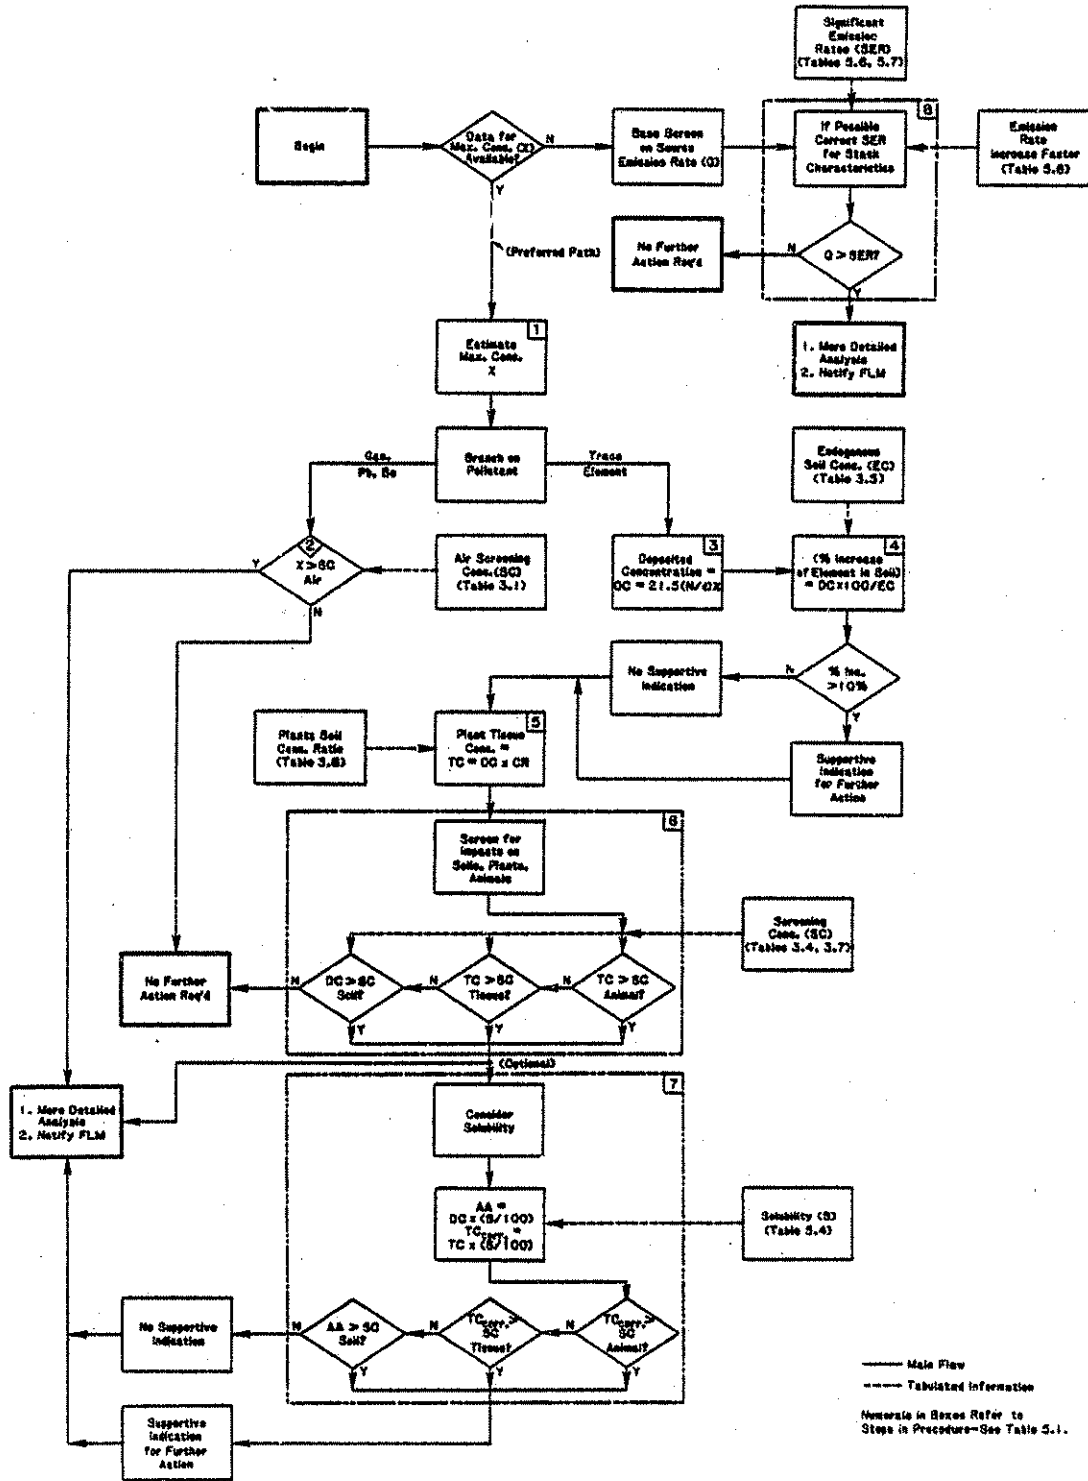 Significant
Emission
Rates (SER)
(Tables 5.6, 5.7)
8
Begin
Data for
Max. Conc. (X)
Available?
N
Y
Base Screen
on Source
Emission Rate (Q)
If Possible
Correct SER
for Stack
Characteristics
Emission
Rate
Increase Factor
(Table 5.8)
(Preferred Path)
No Further
Action Req'd
N
Q > SER?
Y
1
Estimate
Max. Conc.
X
1. More Detailed
Analysis
2. Notify FLM
Gas,
Pb, Be
Branch on
Pollutant
Trace
Element
Endogenous
Soil Conc. (EC)
(Table 3.5)
2
X > SC
Air
Y
N
Air Screening
Conc. (SC)
(Table 3.1)
3
Deposited
Concentration =
DC = 21.5(N/d)X
4
(% Increase
of Element in Soil)
= DC x 100/EC
No Supportive
Indication
N
% Inc.
>10%
Y
Plants Soil
Conc. Ratio
(Table 3.6)
5
Plant Tissue
Conc. =
TC = DC x CR
Supportive
Indication
for Further
Action
6
Screen for
Impacts on
Soils, Plants,
Animals
Screening
Conc. (SC)
(Tables 3.4, 3.7)
No Further
Action Req'd
N
DC > SC
Soil?
Y
N
TC > SC
Tissue?
Y
N
TC > SC
Animal?
Y
(Optional)
1. More Detailed
Analysis
2. Notify FLM
7
Consider
Solubility
AA =
DC x (S/100)
TCcorr. =
TC x (S/100)
Solubility (S)
(Table 5.4)
No Supportive
Indication
N
AA > SC
Soil?
Y
N
TCcorr. >
SC
Tissue?
Y
N
TCcorr. >
SC
Animal?
Y
Supportive
Indication
for Further
Action
Main Flow
Tabulated Information
Numerals in Boxes Refer to
Steps in Procedure-See Table 5.1.